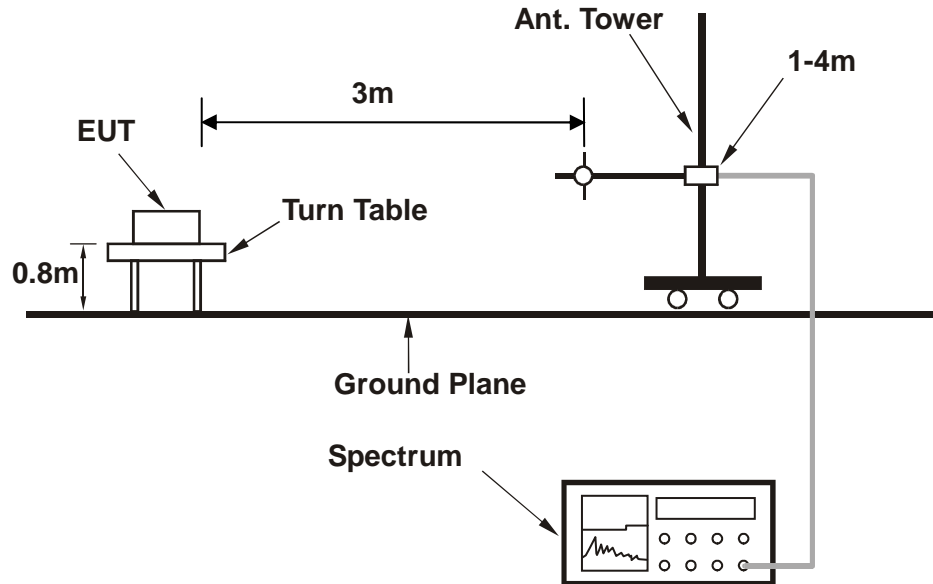 Ant. Tower
1-4m
3m
EUT
Turn Table
0.8m
Ground Plane
Spectrum